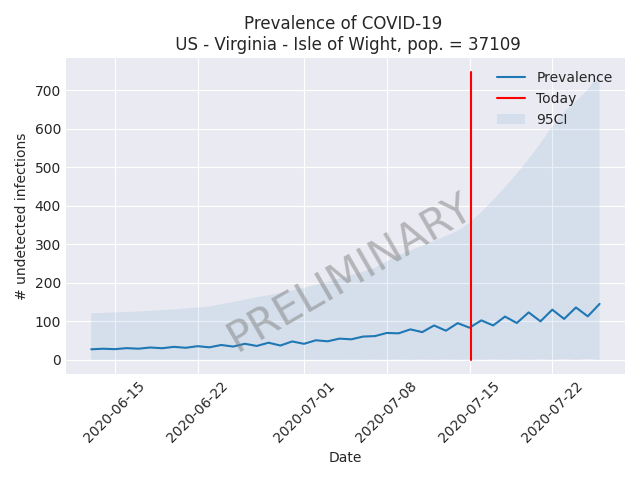 Prevalence of COVID-19
US - Virginia - Isle of Wight, pop. = 37109
# undetected infections
700
600
500
400
300
200
100
0
Prevalence
Today
95CI
PRELIMINARY
2020-06-15
2020-06-22
2020-07-01
2020-07-08
2020-07-15
2020-07-22
Date